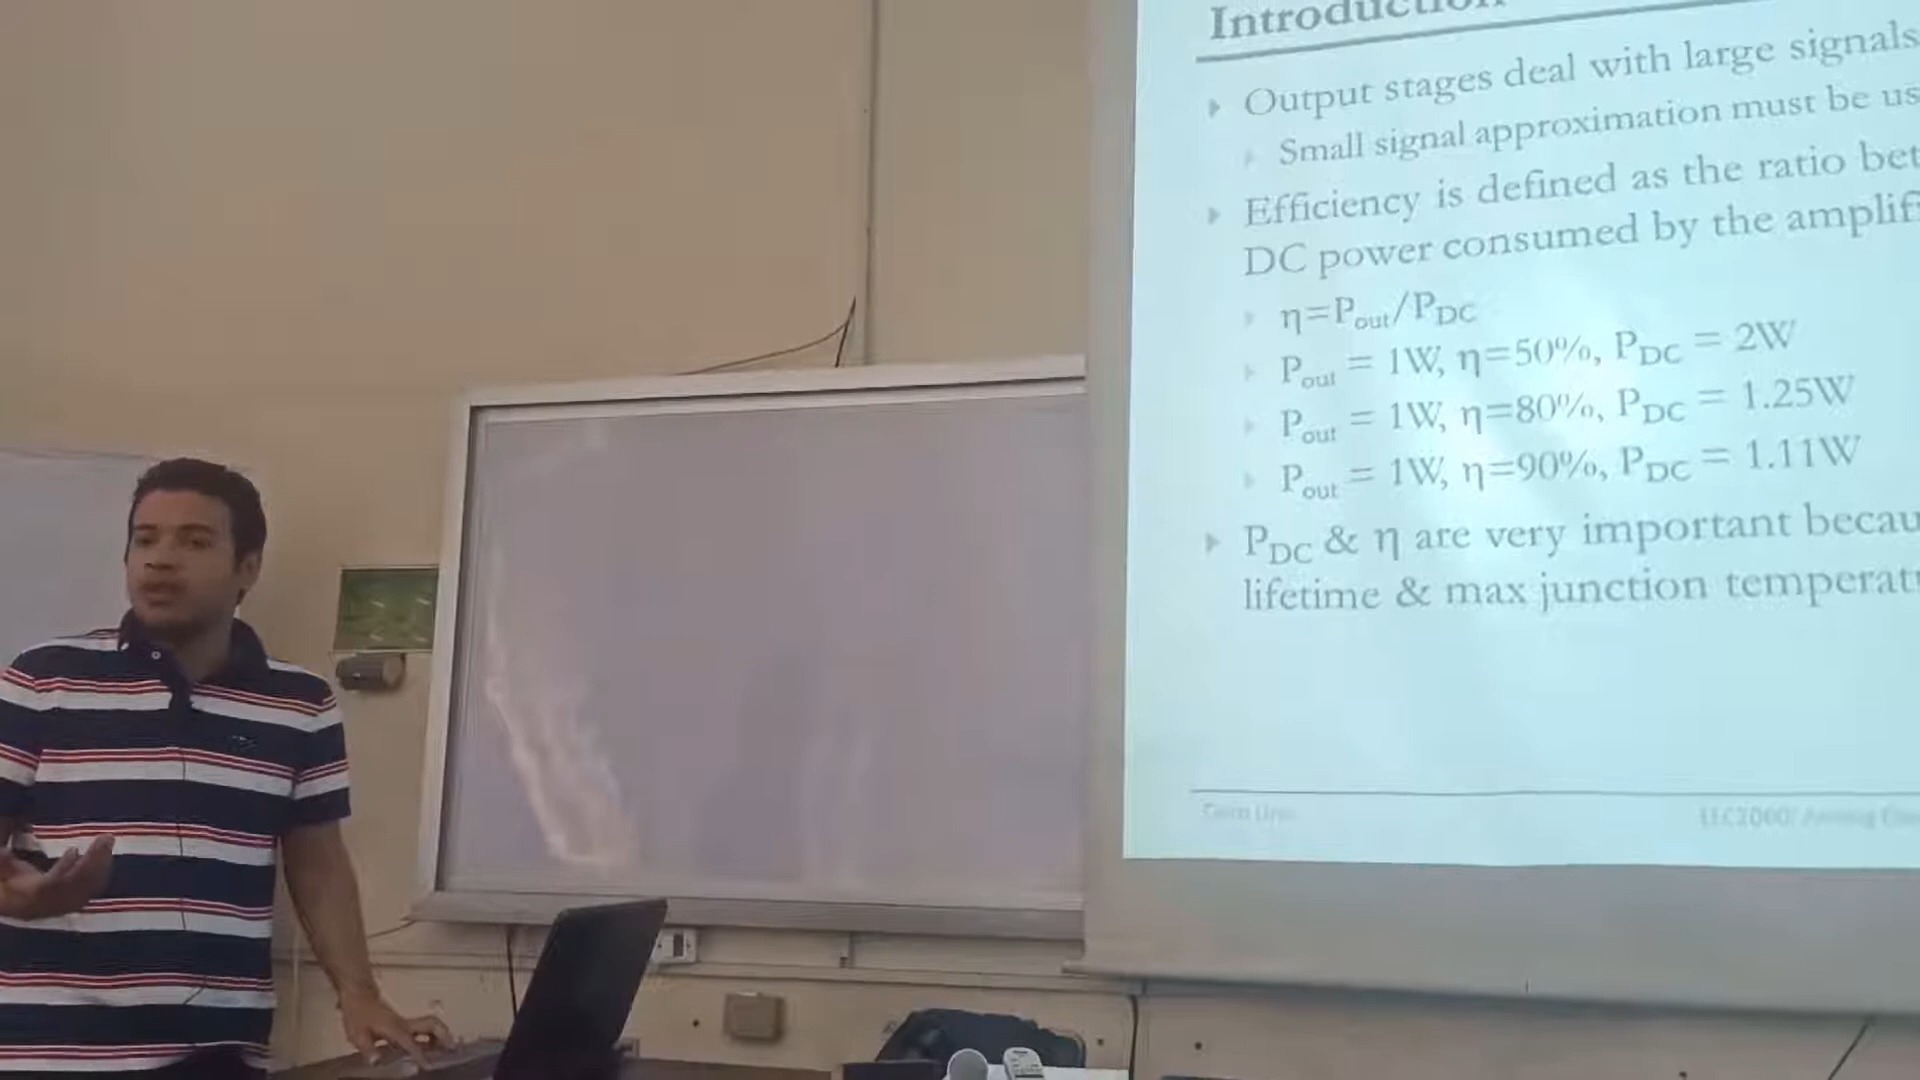 Introduction
Output stages deal with large signals
Small signal approximation must be us
Efficiency is defined as the ratio bet
DC power consumed by the amplif
η=Pout/PDC
Pout = 1W, η=50%, PDC = 2W
Pout = 1W, η=80%, PDC = 1.25W
Pout = 1W, η=90%, PDC = 1.11W
PDC & η are very important becau
lifetime & max junction temperat